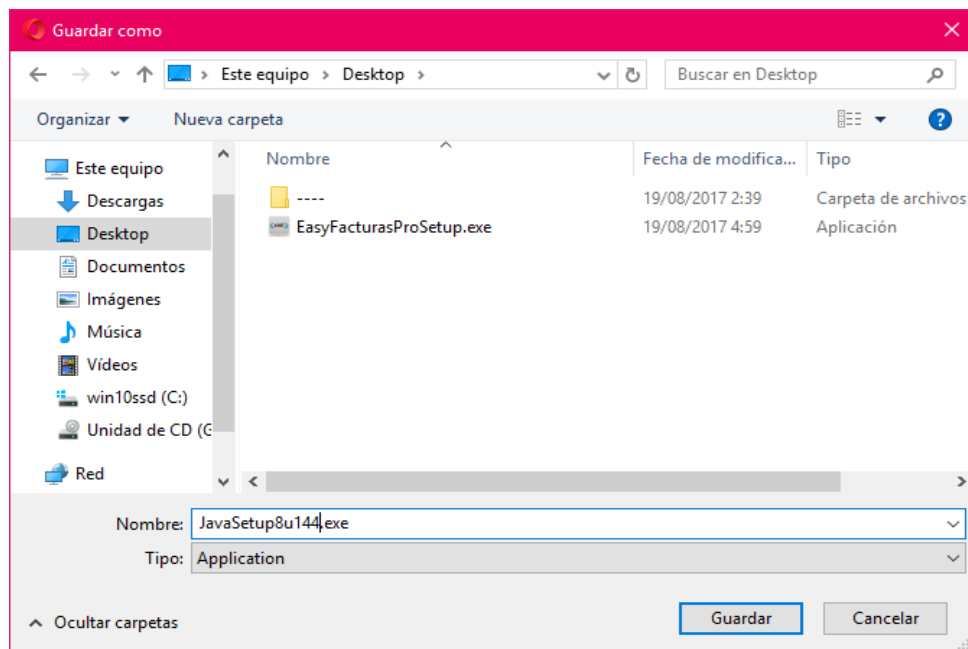 Guardar como
Este equipo > Desktop >
Buscar en Desktop
Organizar
Nueva carpeta
?
Nombre Fecha de modifica... Tipo
---- 19/08/2017 2:39 Carpeta de archivos
EasyFacturasProSetup.exe 19/08/2017 4:59 Aplicación
Este equipo
Descargas
Desktop
Documentos
Imágenes
Música
Vídeos
win10ssd (C:)
Unidad de CD (G
Red
Nombre: JavaSetup8u144.exe
Tipo: Application
Ocultar carpetas
Guardar
Cancelar